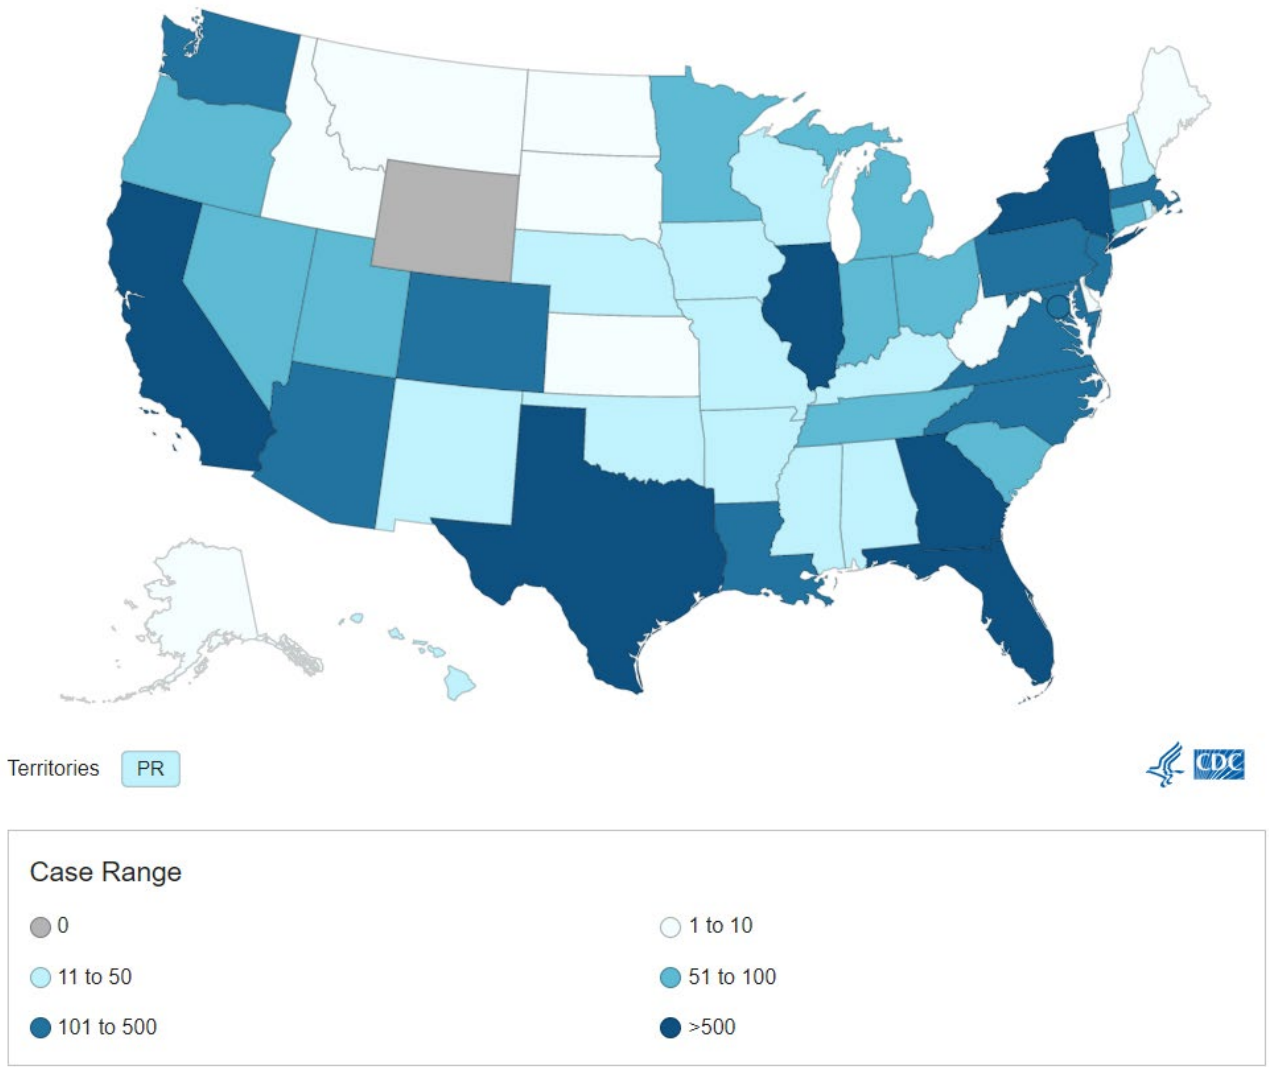 Territories PR
CDC
Case Range
0
1 to 10
11 to 50
51 to 100
101 to 500
>500